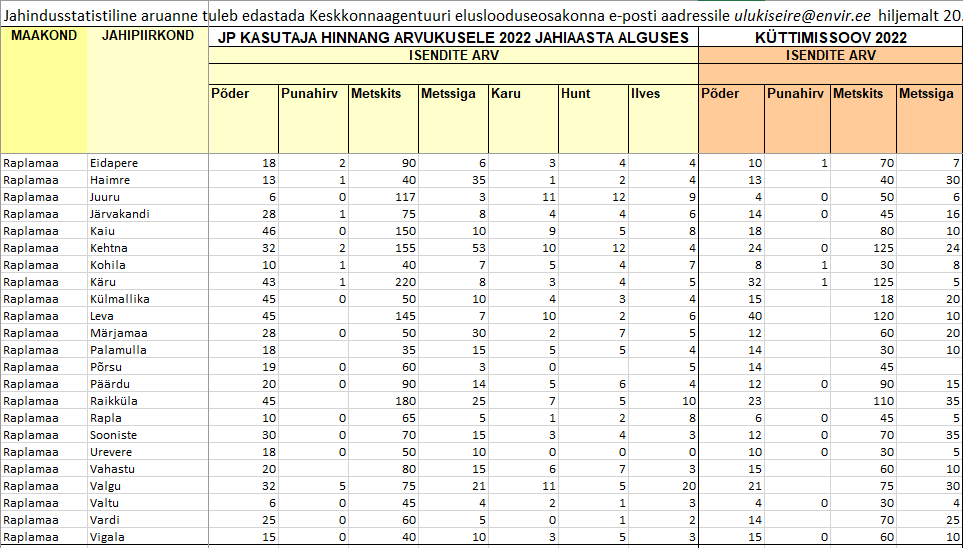 Jahindusstatistiline aruanne tuleb edastada Keskkonnaagentuuri eluslooduseosakonna e-posti aadressile ulukiseire@envir.ee hiljemalt 20.
MAAKOND JAHIPIIRKOND JP KASUTAJA HINNANG ARVUKUSELE 2022 JAHIAASTA ALGUSES KÜTTIMISSOOV 2022
ISENDITE ARV ISENDITE ARV
Põder Punahirv Metskits Metssiga Karu Hunt Ilves Põder Punahirv Metskits Metssiga
Raplamaa Eidapere 18 2 90 6 3 4 4 10 1 70 7
Raplamaa Haimre 13 1 40 35 1 2 4 13 40 30
Raplamaa Juuru 6 0 117 3 11 12 9 4 0 50 6
Raplamaa Järvakandi 28 1 75 8 4 4 6 14 0 45 16
Raplamaa Kaiu 46 0 150 10 9 5 8 18 80 10
Raplamaa Kehtna 32 2 155 53 10 12 4 24 0 125 24
Raplamaa Kohila 10 1 40 7 5 4 7 8 1 30 8
Raplamaa Käru 43 1 220 8 3 4 5 32 1 125 5
Raplamaa Külmallika 45 0 50 10 4 3 4 15 18 20
Raplamaa Leva 45 145 7 10 2 6 40 120 10
Raplamaa Märjamaa 28 0 50 30 2 7 5 12 60 20
Raplamaa Palamulla 18 35 15 5 5 4 14 30 10
Raplamaa Põrsu 19 0 60 3 0 5 14 45
Raplamaa Päärdu 20 0 90 14 5 6 4 12 0 90 15
Raplamaa Raikküla 45 180 25 7 5 10 23 110 35
Raplamaa Rapla 10 0 65 5 1 2 8 6 0 45 5
Raplamaa Sooniste 30 0 70 15 3 4 3 12 0 70 35
Raplamaa Urevere 18 0 50 10 0 0 0 10 0 30 5
Raplamaa Vahastu 20 80 15 6 7 3 15 60 10
Raplamaa Valgu 32 5 75 21 11 5 20 21 75 30
Raplamaa Valtu 6 0 45 4 2 1 3 4 0 30 4
Raplamaa Vardi 25 0 60 5 0 1 2 14 70 25
Raplamaa Vigala 15 0 40 10 3 5 3 15 0 60 10